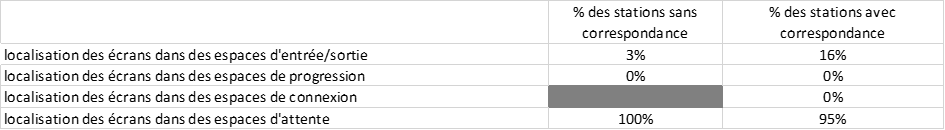 % des stations sans correspondance % des stations avec correspondance
localisation des écrans dans des espaces d'entrée/sortie 3% 16%
localisation des écrans dans des espaces de progression 0% 0%
localisation des écrans dans des espaces de connexion 0%
localisation des écrans dans des espaces d'attente 100% 95%